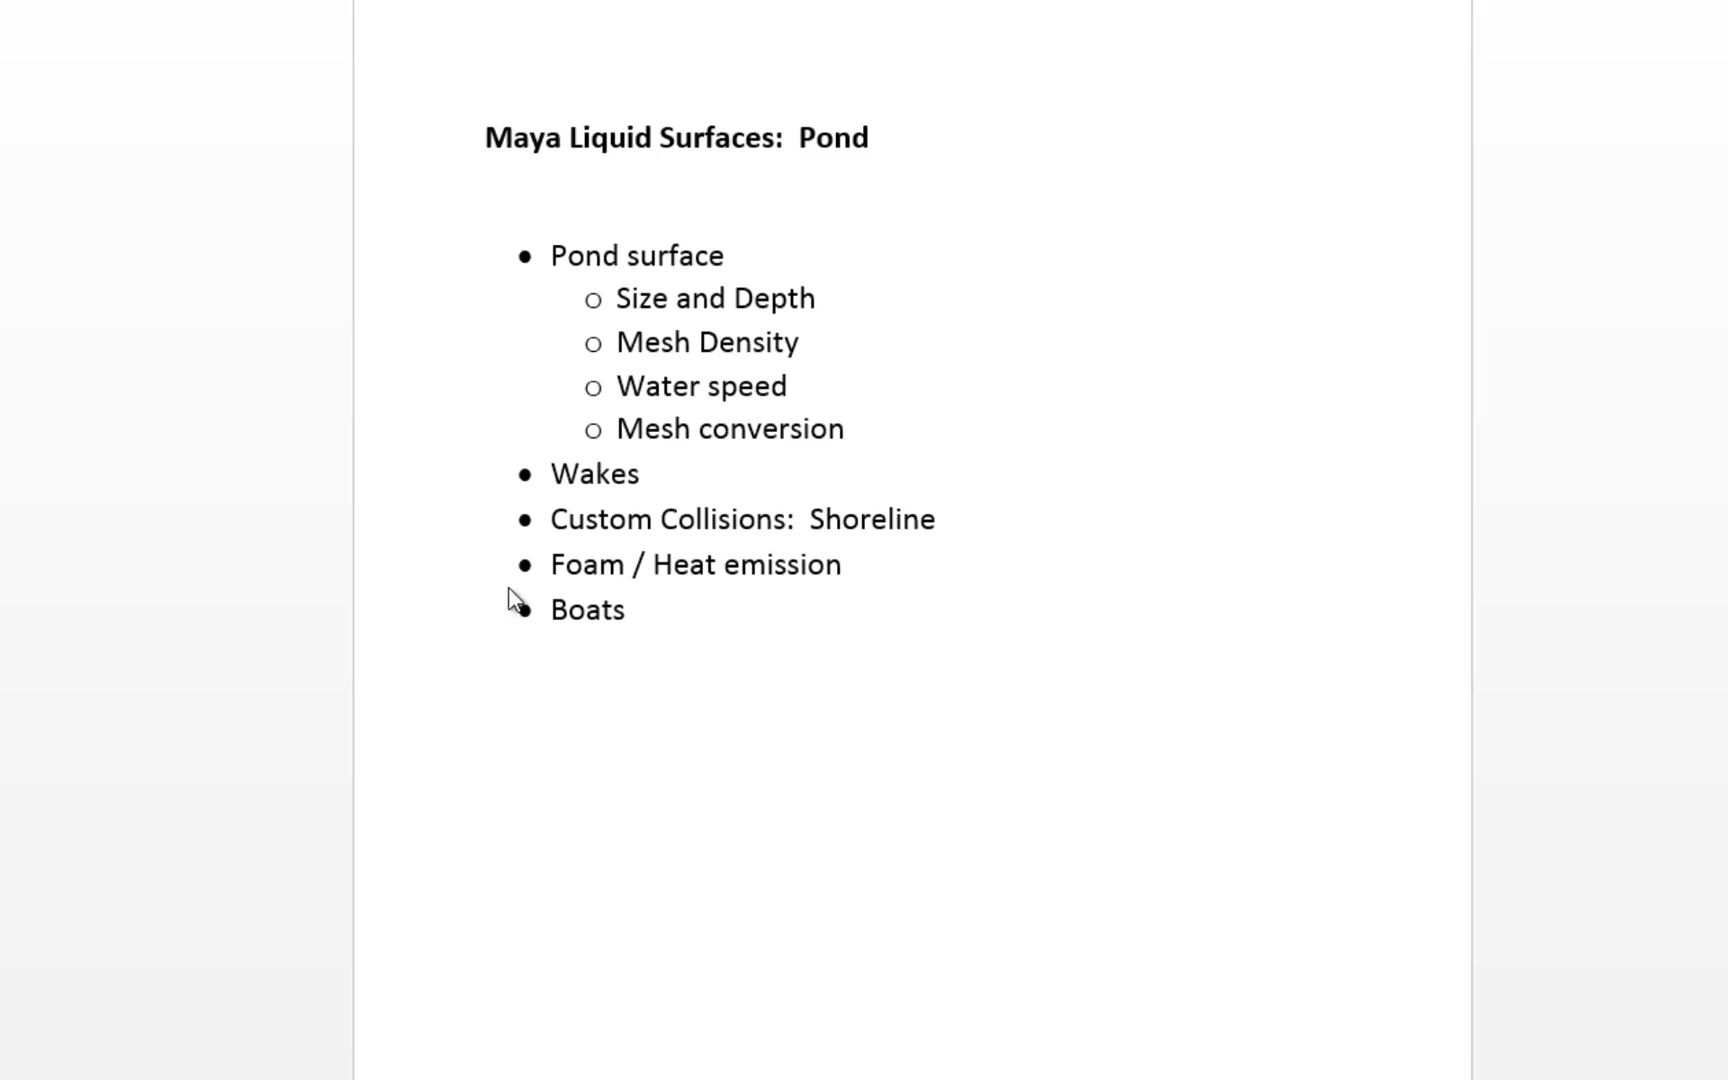 Maya Liquid Surfaces:  Pond
● Pond surface
o Size and Depth
o Mesh Density
o Water speed
o Mesh conversion
● Wakes
● Custom Collisions:  Shoreline
● Foam / Heat emission
● Boats